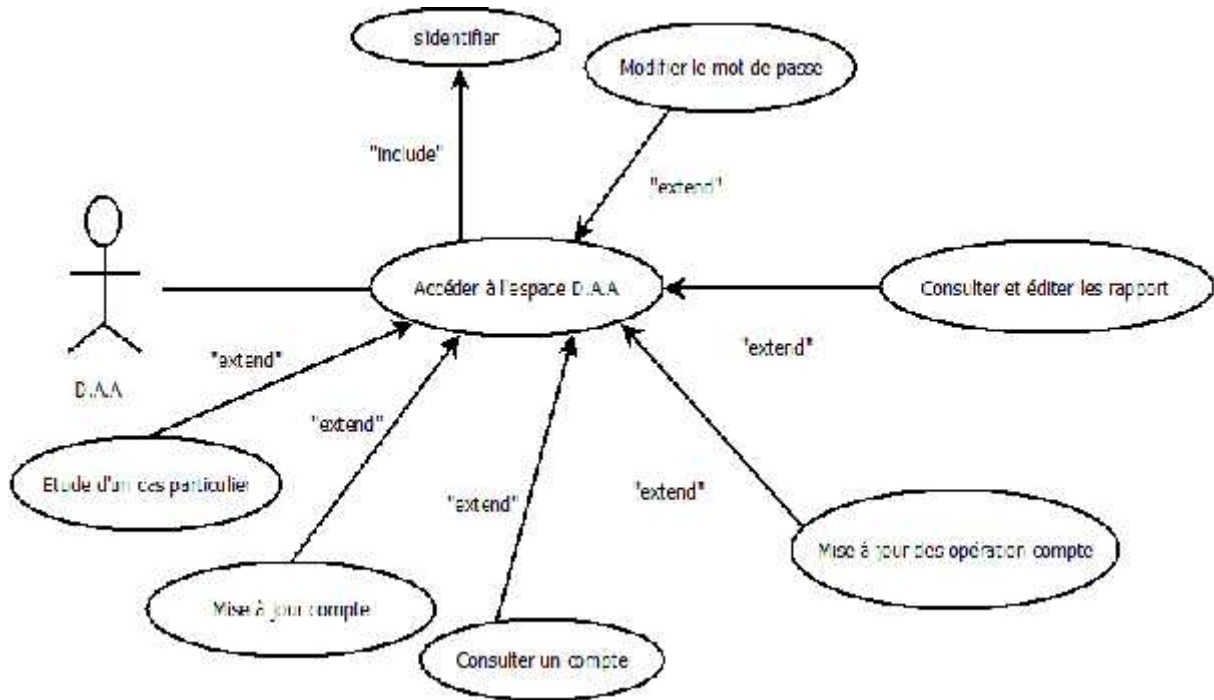 s'identifier
Modifier le mot de passe
"include"
"extend"
Accéder à l'espace D.A.A
Consulter et éditer les rapport
"extend"
"extend"
D.A.A
"extend"
Etude d'un cas particulier
"extend"
"extend"
Mise à jour des opération compte
Mise à jour compte
Consulter un compte